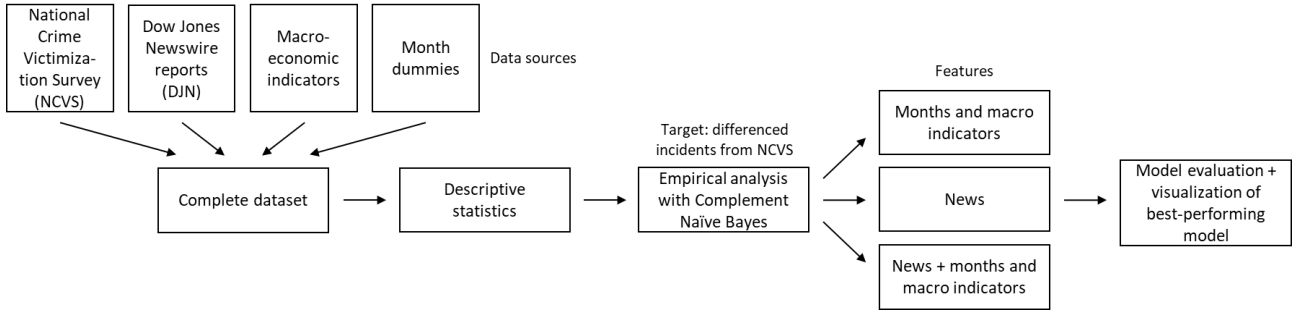 National
Crime
Victimiza-
tion Survey
(NCVS)
Dow Jones
Newswire
reports
(DJN)
Macro-
economic
indicators
Month
dummies
Data sources
Complete dataset
Descriptive
statistics
Target: differenced
incidents from NCVS
Empirical analysis
with Complement
Naïve Bayes
Features
Months and macro
indicators
News
News + months and
macro indicators
Model evaluation +
visualization of
best-performing
model